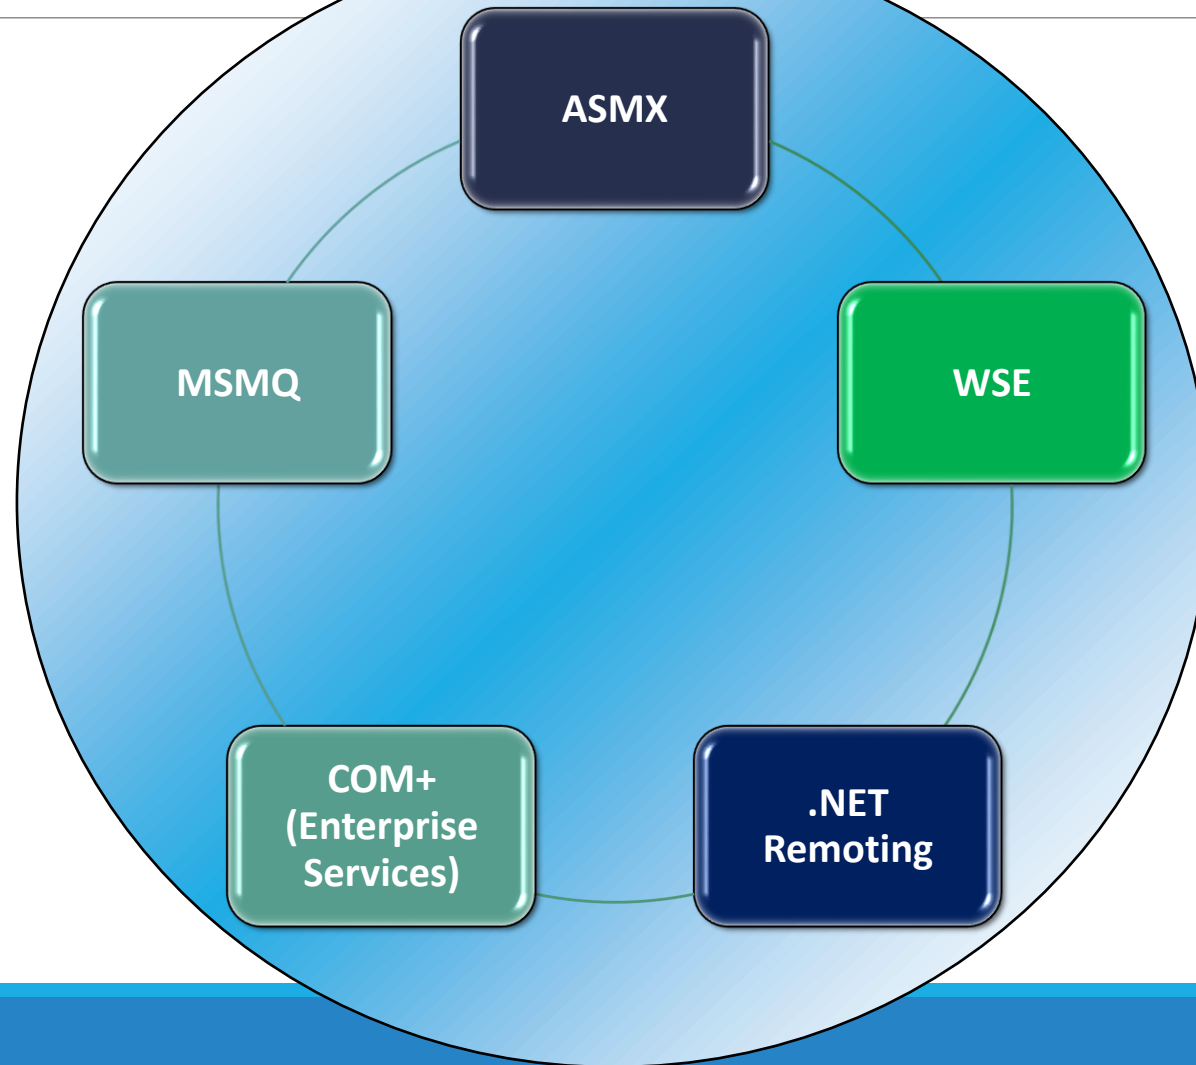 ASMX
WSE
.NET
Remoting
COM+
(Enterprise
Services)
MSMQ